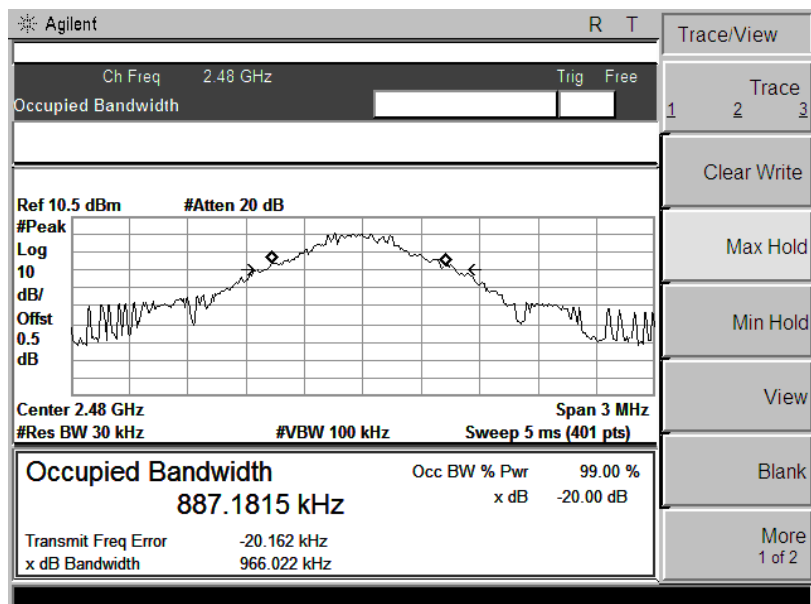 Agilent R T
Trace/View
Ch Freq 2.48 GHz Trig Free
Occupied Bandwidth
Trace
1 2 3
Clear Write
Ref 10.5 dBm #Atten 20 dB
#Peak
Log
10
dB/
Offst
0.5
dB
Max Hold
Min Hold
View
Center 2.48 GHz Span 3 MHz
#Res BW 30 kHz #VBW 100 kHz Sweep 5 ms (401 pts)
Occupied Bandwidth Occ BW % Pwr 99.00 %
887.1815 kHz x dB -20.00 dB
Transmit Freq Error -20.162 kHz
x dB Bandwidth 966.022 kHz
Blank
More
1 of 2